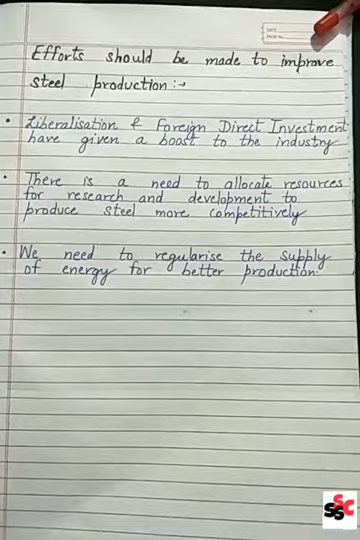 Efforts should be made to improve
steel production :→
• Liberalisation & Foreign Direct Investment
have given a boost to the industry
• There is a need to allocate resources
for research and development to
produce steel more competitively
• We need to regularise the supply
of energy for better production.
SSSC